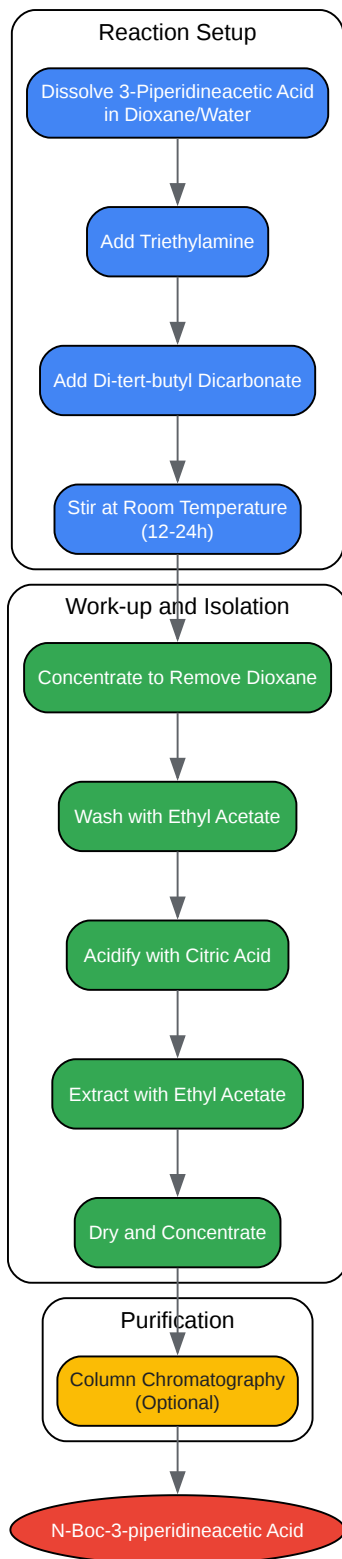 Reaction Setup
Dissolve 3-Piperidineacetic Acid
in Dioxane/Water
Add Triethylamine
Add Di-tert-butyl Dicarbonate
Stir at Room Temperature
(12-24h)
Work-up and Isolation
Concentrate to Remove Dioxane
Wash with Ethyl Acetate
Acidify with Citric Acid
Extract with Ethyl Acetate
Dry and Concentrate
Purification
Column Chromatography
(Optional)
N-Boc-3-piperidineacetic Acid